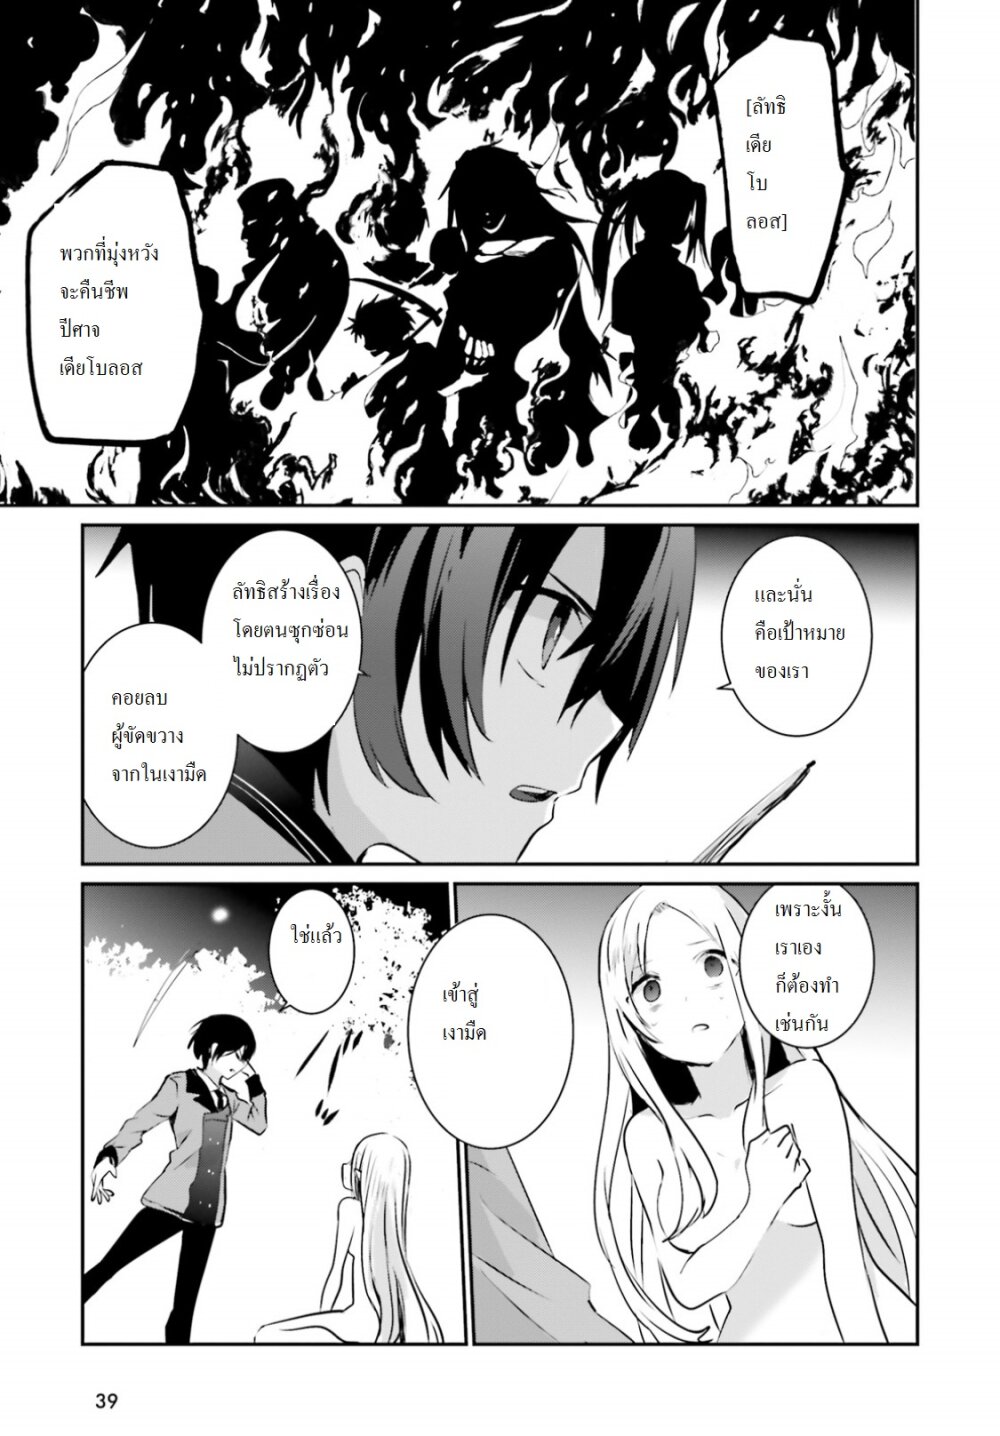 [ลัทธิ
เดีย
โบ
ลอส]
พวกที่มุ่งหวัง
จะคืนชีพ
ปีศาจ
เดียโบลอส
และนั่น
คือเป้าหมาย
ของเรา
ลัทธิสร้างเรื่อง
โดยตนซุกซ่อน
ไม่ปรากฏตัว
คอยลบ
ผู้ขัดขวาง
จากในเงามืด
เพราะงั้น
เราเอง
ก็ต้องทำ
เช่นกัน
เข้าสู่
เงามืด
ใช่แล้ว
39